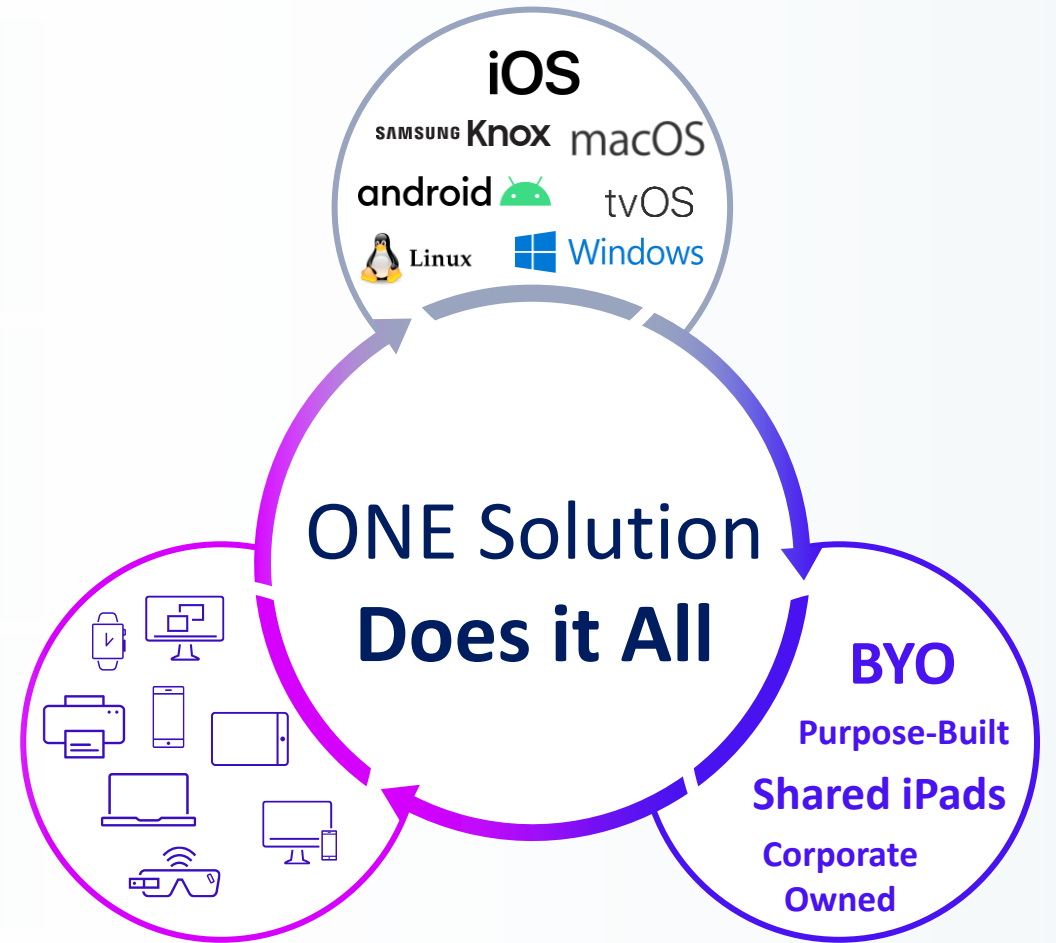 iOS
SAMSUNG Knox
macOS
android
tvOS
Linux
Windows
ONE Solution
Does it All
BYO
Purpose-Built
Shared iPads
Corporate
Owned